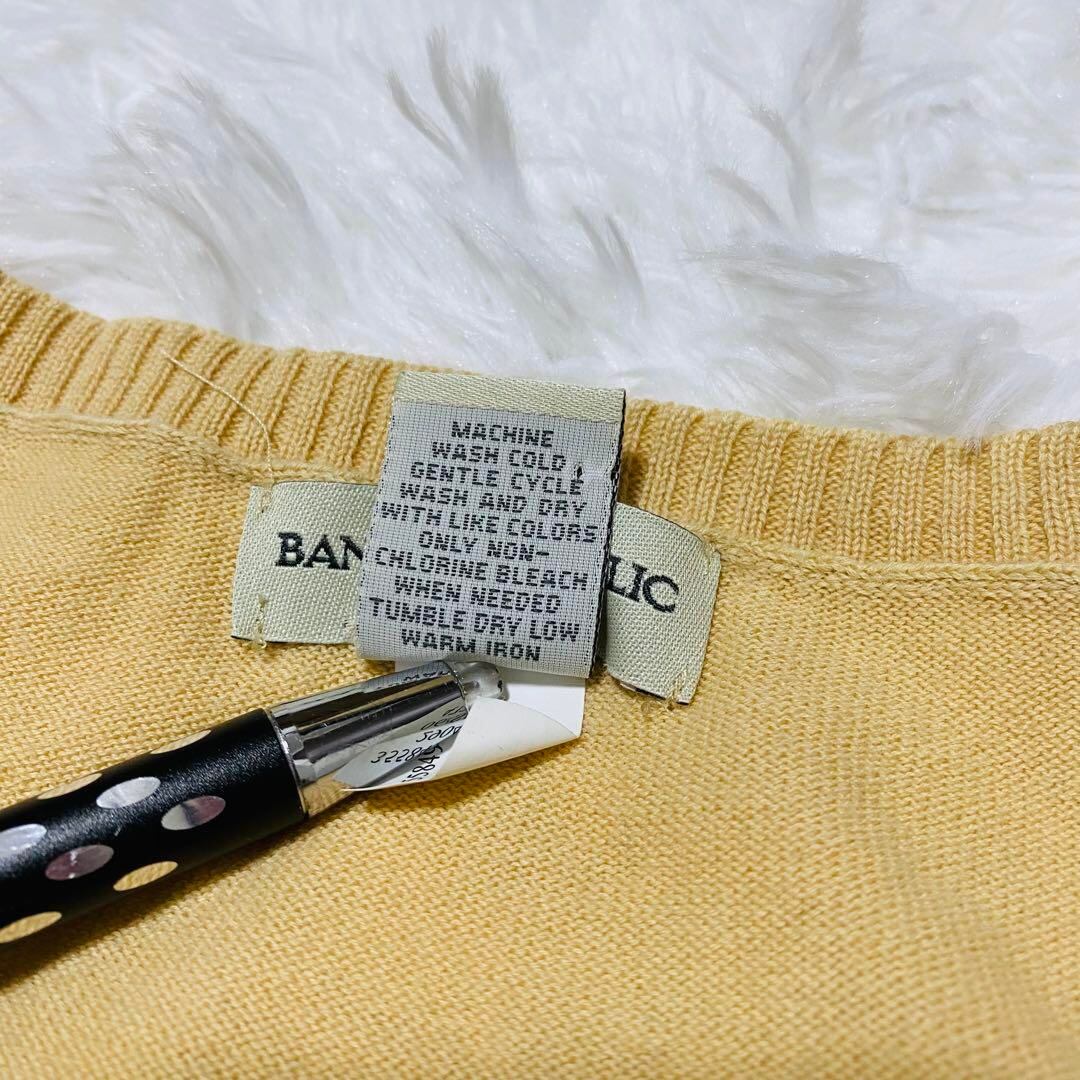 MACHINE
WASH COLD,
GENTLE CYCLE
WASH AND DRY
WITH LIKE COLORS
ONLY NON-
CHLORINE BLEACH
WHEN NEEDED
TUMBLE DRY LOW
WARM IRON
BAN LIC